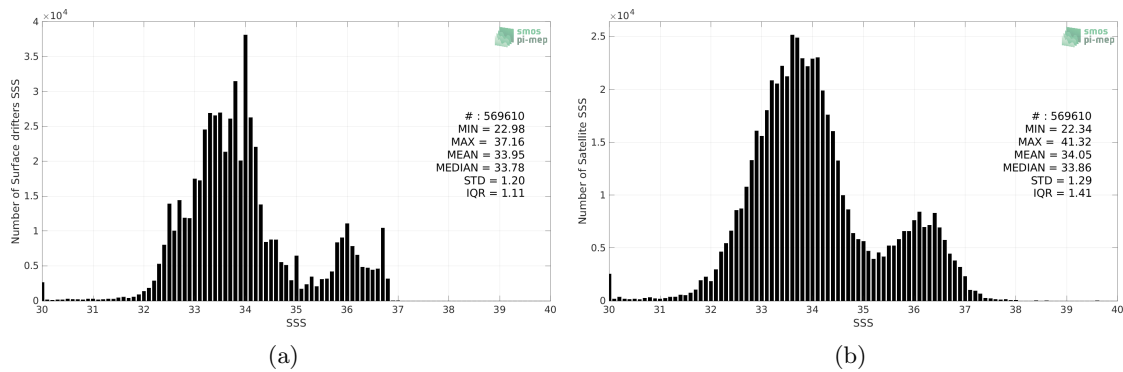 ×10⁴
4
3.5
3
2.5
2
1.5
1
0.5
0
Number of Surface drifters SSS
smos
pi-mep
# : 569610
MIN = 22.98
MAX = 37.16
MEAN = 33.95
MEDIAN = 33.78
STD = 1.20
IQR = 1.11
30 31 32 33 34 35 36 37 38 39 40
SSS
(a)
×10⁴
2.5
2
1.5
1
0.5
0
Number of Satellite SSS
smos
pi-mep
# : 569610
MIN = 22.34
MAX = 41.32
MEAN = 34.05
MEDIAN = 33.86
STD = 1.29
IQR = 1.41
30 31 32 33 34 35 36 37 38 39 40
SSS
(b)